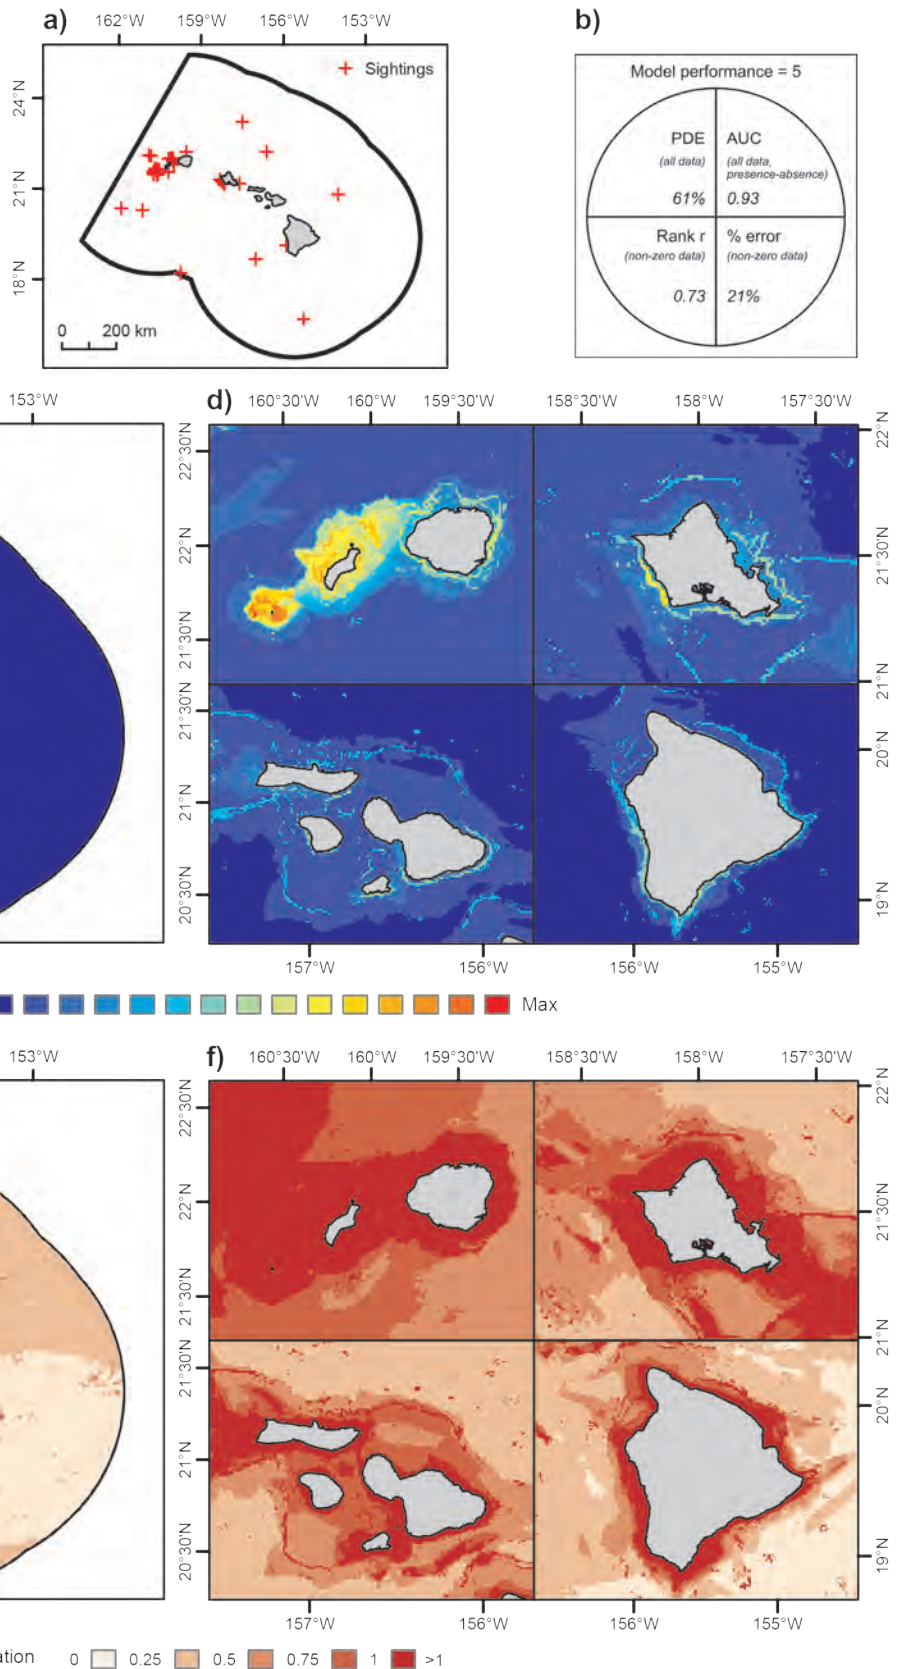 a)
162°W 159°W 156°W 153°W
24°N
21°N
18°N
Sightings
0 200 km
b)
Model performance = 5
PDE
(all data)
61%
AUC
(all data,
presence-absence)
0.93
Rank r
(non-zero data)
0.73
% error
(non-zero data)
21%
153°W
d)
160°30'W 160°W 159°30'W 158°30'W 158°W 157°30'W
22°30'N
22°N
21°30'N
21°30'N
21°N
20°30'N
22°N
21°30'N
21°N
20°N
19°N
157°W 156°W 156°W 155°W
Max
153°W
f)
160°30'W 160°W 159°30'W 158°30'W 158°W 157°30'W
22°30'N
22°N
21°30'N
21°30'N
21°N
20°30'N
22°N
21°30'N
21°N
20°N
19°N
157°W 156°W 156°W 155°W
ation 0 0.25 0.5 0.75 1 >1